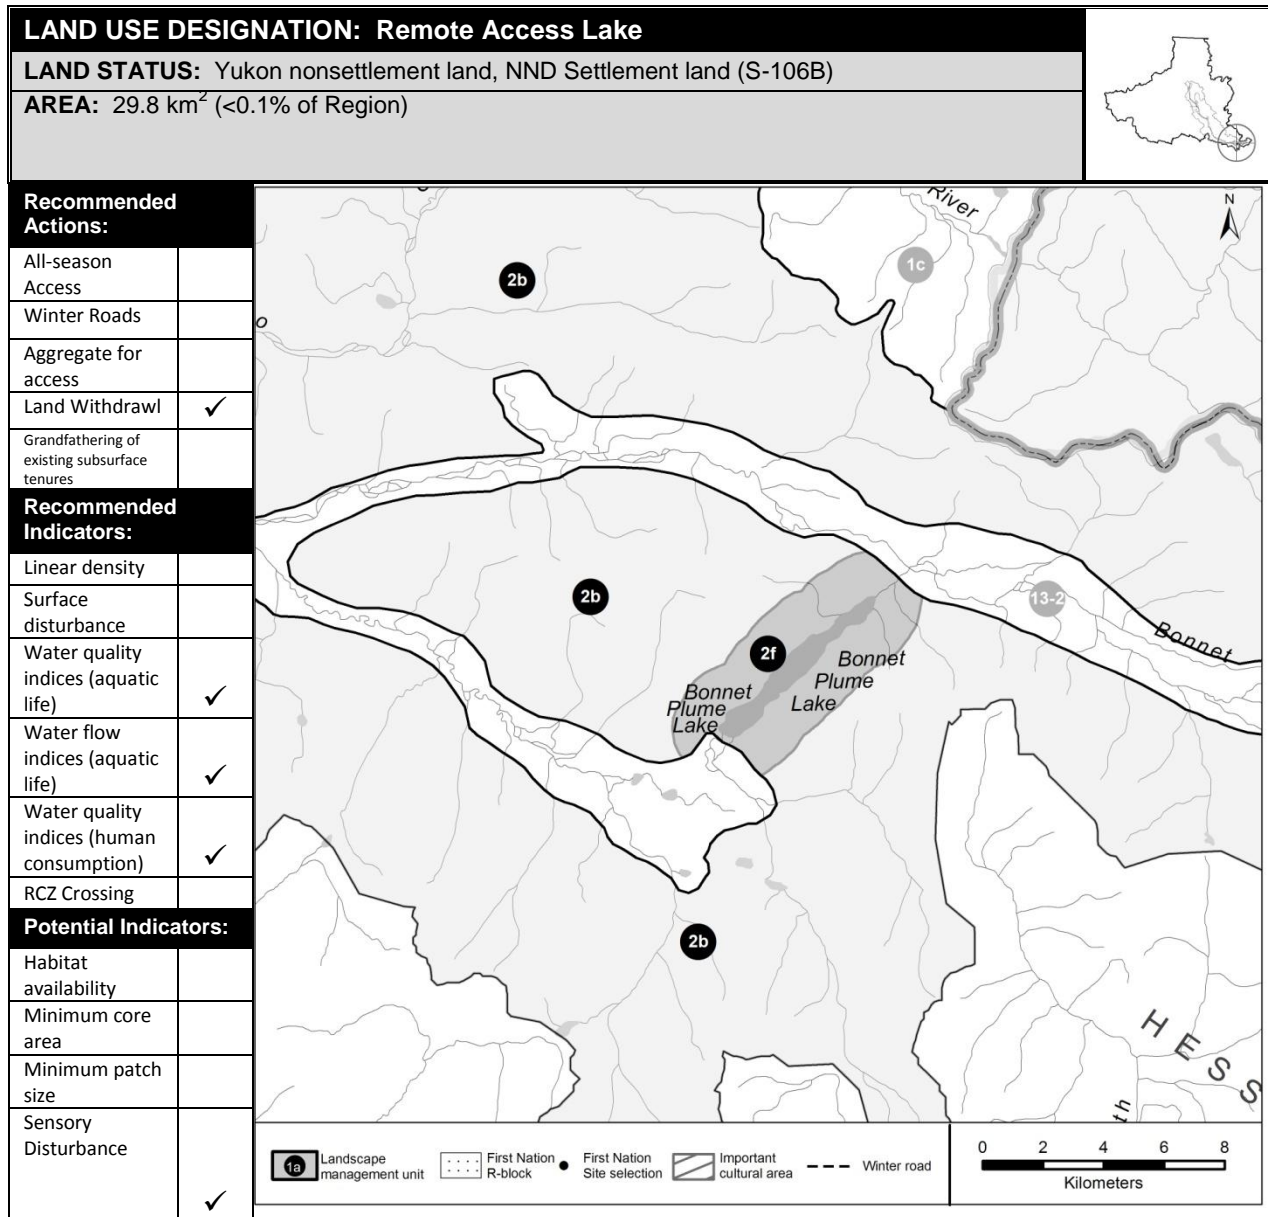 LAND USE DESIGNATION: Remote Access Lake
LAND STATUS: Yukon nonsettlement land, NND Settlement land (S-106B)
AREA: 29.8 km2 (<0.1% of Region)
Recommended
Actions:
All-season
Access
Winter Roads
Aggregate for
access
Land Withdrawl ✓
Grandfathering of
existing subsurface
tenures
Recommended
Indicators:
Linear density
Surface
disturbance
Water quality
indices (aquatic
life) ✓
Water flow
indices (aquatic
life) ✓
Water quality
indices (human
consumption) ✓
RCZ Crossing
Potential Indicators:
Habitat
availability
Minimum core
area
Minimum patch
size
Sensory
Disturbance
✓
River
N
1c
2b
o
2b
13-2
Bonnet
2f
Bonnet
Plume
Lake
Bonnet
Plume
Lake
2b
HESS
th
1a
Landscape
management unit
First Nation
R-block
First Nation
Site selection
Important
cultural area
Winter road
0 2 4 6 8
Kilometers